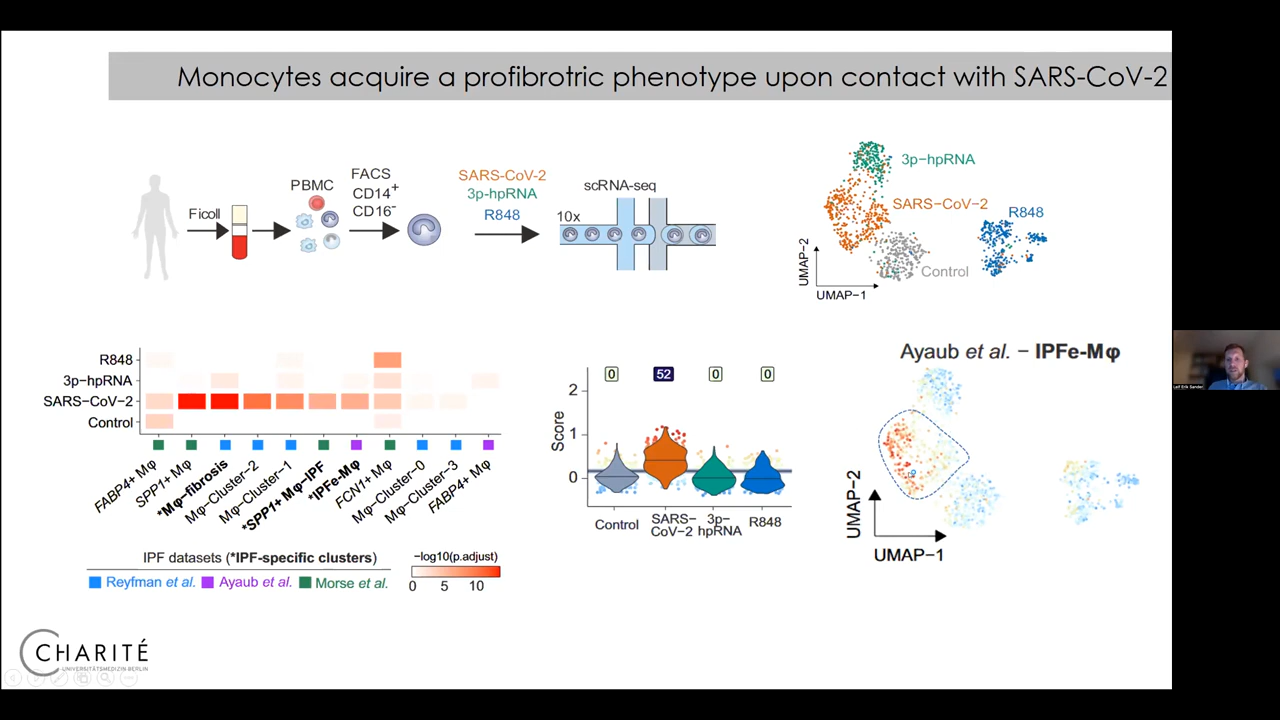 Monocytes acquire a profibrotric phenotype upon contact with SARS-CoV-2
Ficoll
PBMC
FACS
CD14+
CD16-
SARS-CoV-2
3p-hpRNA
R848
scRNA-seq
10x
3p-hpRNA
SARS-CoV-2
R848
Control
UMAP-2
UMAP-1
R848
3p-hpRNA
SARS-CoV-2
Control
FABP4+ Mφ
SPP1+ Mφ
*Mφ-fibrosis
Mφ-Cluster-2
Mφ-Cluster-1
*SPP1+ Mφ-IPF
*IPFe-Mφ
FCN1+ Mφ
Mφ-Cluster-0
Mφ-Cluster-3
FABP4+ Mφ
IPF datasets (*IPF-specific clusters)
Reyfman et al. Ayaub et al. Morse et al.
-log10(p.adjust)
0 5 10
0 52 0 0
Score
2
1
0
Control
SARS-
CoV-2
3p-
hpRNA
R848
Ayaub et al. - IPFe-Mφ
UMAP-2
UMAP-1
CHARITÉ
UNIVERSITÄTSMEDIZIN BERLIN
Leif Erik Sander